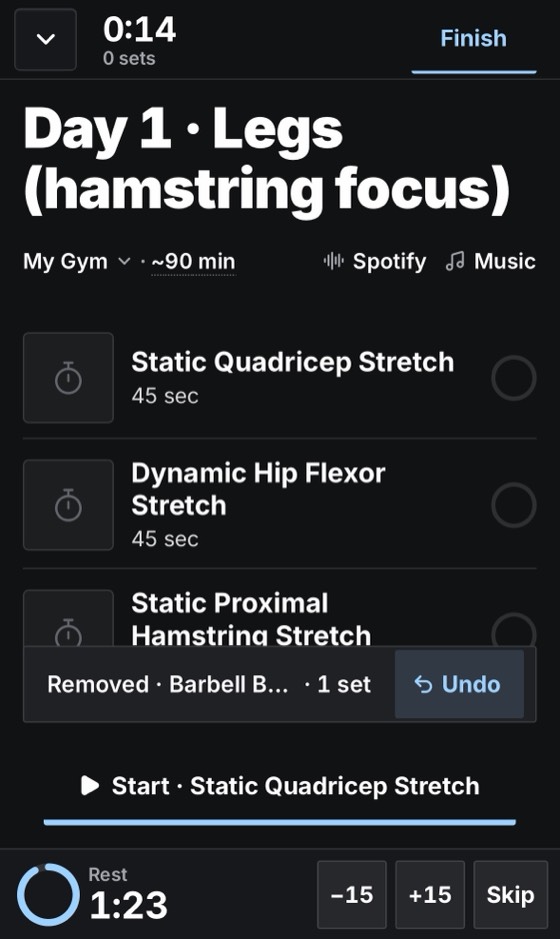 0:14
0 sets
Finish
Day 1 · Legs
(hamstring focus)
My Gym · ~90 min
Spotify
Music
Static Quadricep Stretch
45 sec
Dynamic Hip Flexor
Stretch
45 sec
Static Proximal
Hamstring Stretch
Removed · Barbell B... · 1 set
Undo
Start · Static Quadricep Stretch
Rest
1:23
−15
+15
Skip